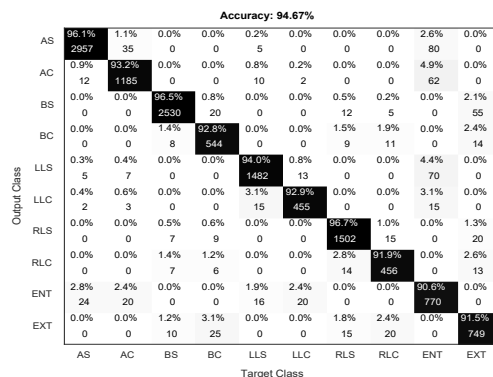 Accuracy: 94.67%
AS 96.1% 1.1% 0.0% 0.0% 0.2% 0.0% 0.0% 0.0% 2.6% 0.0%
2957 35 0 0 5 0 0 0 80 0
AC 0.9% 93.2% 0.0% 0.0% 0.8% 0.2% 0.0% 0.0% 4.9% 0.0%
12 1185 0 0 10 2 0 0 62 0
BS 0.0% 0.0% 96.5% 0.8% 0.0% 0.0% 0.5% 0.2% 0.0% 2.1%
0 0 2530 20 0 0 12 5 0 55
BC 0.0% 0.0% 1.4% 92.8% 0.0% 0.0% 1.5% 1.9% 0.0% 2.4%
0 0 8 544 0 0 9 11 0 14
LLS 0.3% 0.4% 0.0% 0.0% 94.0% 0.8% 0.0% 0.0% 4.4% 0.0%
5 7 0 0 1482 13 0 0 70 0
LLC 0.4% 0.6% 0.0% 0.0% 3.1% 92.9% 0.0% 0.0% 3.1% 0.0%
2 3 0 0 15 455 0 0 15 0
RLS 0.0% 0.0% 0.5% 0.6% 0.0% 0.0% 96.7% 1.0% 0.0% 1.3%
0 0 7 9 0 0 1502 15 0 20
RLC 0.0% 0.0% 1.4% 1.2% 0.0% 0.0% 2.8% 91.9% 0.0% 2.6%
0 0 7 6 0 0 14 456 0 13
ENT 2.8% 2.4% 0.0% 0.0% 1.9% 2.4% 0.0% 0.0% 90.6% 0.0%
24 20 0 0 16 20 0 0 770 0
EXT 0.0% 0.0% 1.2% 3.1% 0.0% 0.0% 1.8% 2.4% 0.0% 91.5%
0 0 10 25 0 0 15 20 0 749
AS AC BS BC LLS LLC RLS RLC ENT EXT
Target Class
Output Class